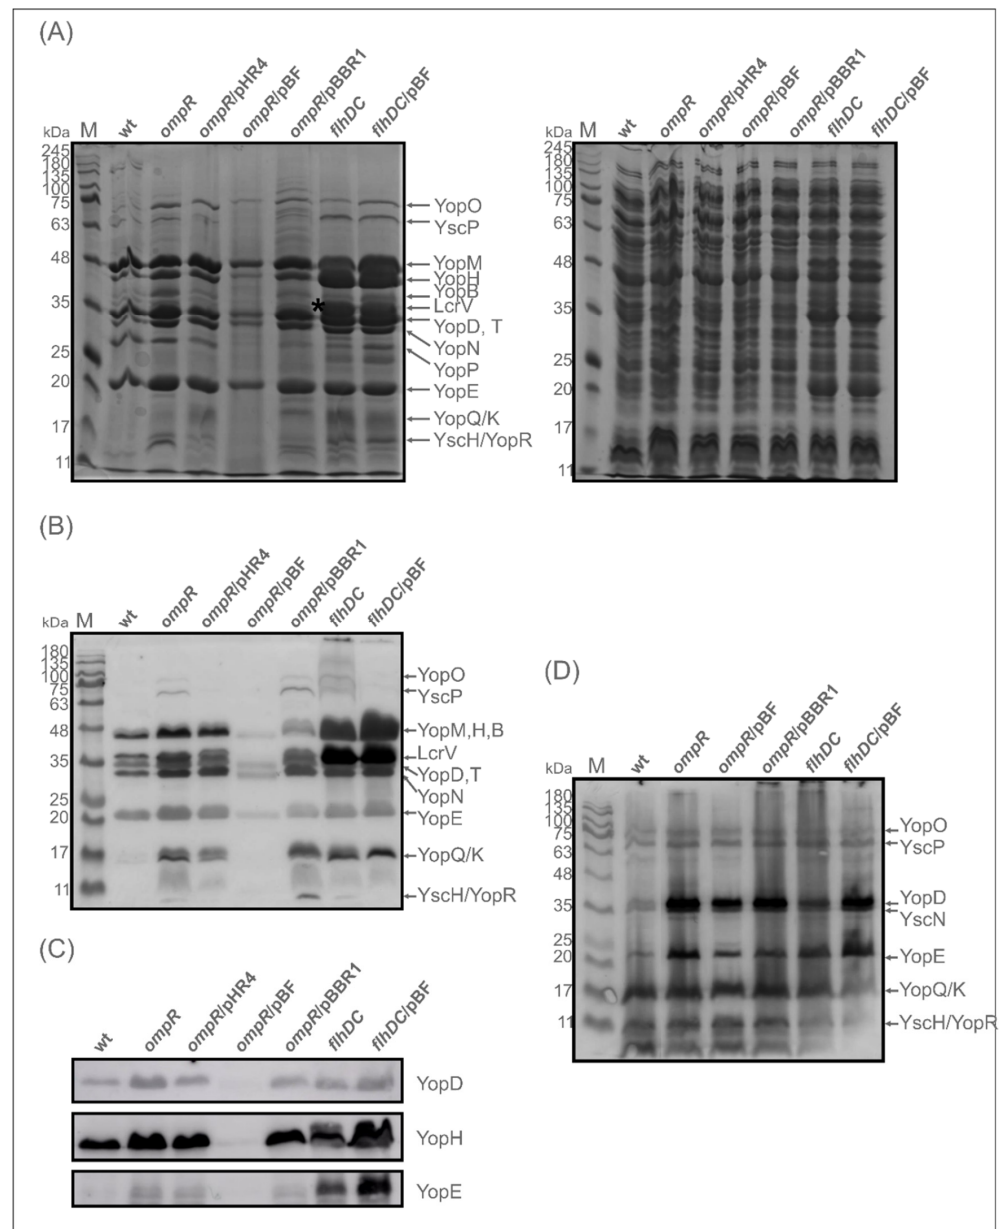 (A)
kDa M wt ompR ompR/pHR4 ompR/pBF ompR/pBBR1 flhDC flhDC/pBF
245
180
135
100
75
63
48
35
25
20
17
11
*
YopO
YscP
YopM
YopH
YopB
LcrV
YopD, T
YopN
YopP
YopE
YopQ/K
YscH/YopR
kDa M wt ompR ompR/pHR4 ompR/pBF ompR/pBBR1 flhDC flhDC/pBF
245
180
135
100
75
63
48
35
25
20
17
11
(B)
kDa M wt ompR ompR/pHR4 ompR/pBF ompR/pBBR1 flhDC flhDC/pBF
180
135
100
75
63
48
35
25
20
17
11
YopO
YscP
YopM,H,B
LcrV
YopD,T
YopN
YopE
YopQ/K
YscH/YopR
(C)
wt ompR ompR/pHR4 ompR/pBF ompR/pBBR1 flhDC flhDC/pBF
YopD
YopH
YopE
(D)
kDa M wt ompR ompR/pBF ompR/pBBR1 flhDC flhDC/pBF
180
135
100
75
63
48
35
25
20
17
11
YopO
YscP
YopD
YscN
YopE
YopQ/K
YscH/YopR